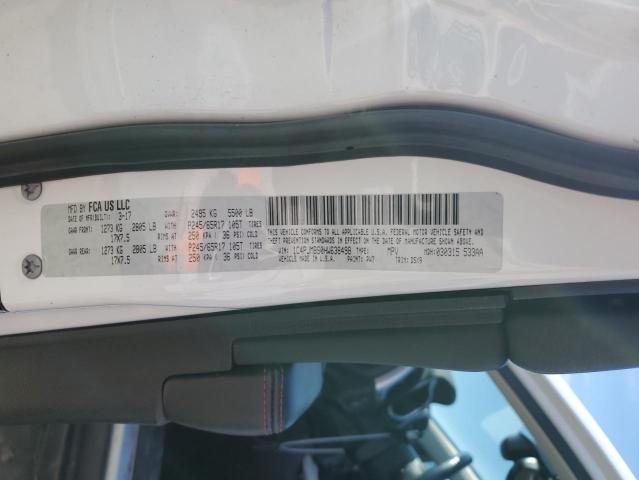 MFD BY FCA US LLC
DATE OF MFR/BUILT: 3-17 GVWR: 2495 KG 5500 LB
GAWR FRONT: 1273 KG 2805 LB WITH P245/65R17 105T TIRES
17X7.5 RIMS AT 250 KPA/ 36 PSI COLD
GAWR REAR: 1273 KG 2805 LB WITH P245/65R17 105T TIRES
17X7.5 RIMS AT 250 KPA/ 36 PSI COLD
THIS VEHICLE CONFORMS TO ALL APPLICABLE U.S.A. FEDERAL MOTOR VEHICLE SAFETY AND
THEFT PREVENTION STANDARDS IN EFFECT ON THE DATE OF MANUFACTURE SHOWN ABOVE.
VIN: TYPE: MPV MDH: 030315 533AA
VEHICLE MADE IN U.S.A. PAINT: PW7 TRIM: